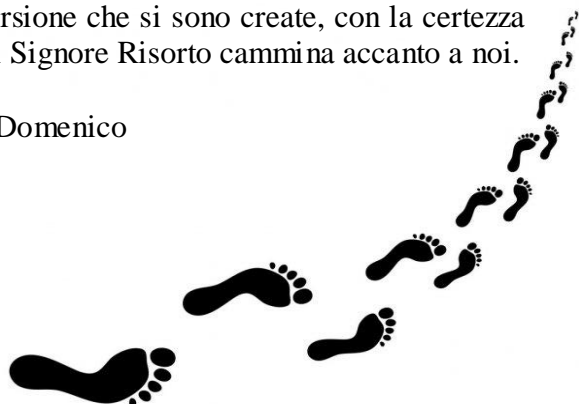 rsione che si sono create, con la certezza
Signore Risorto cammina accanto a noi.
Domenico